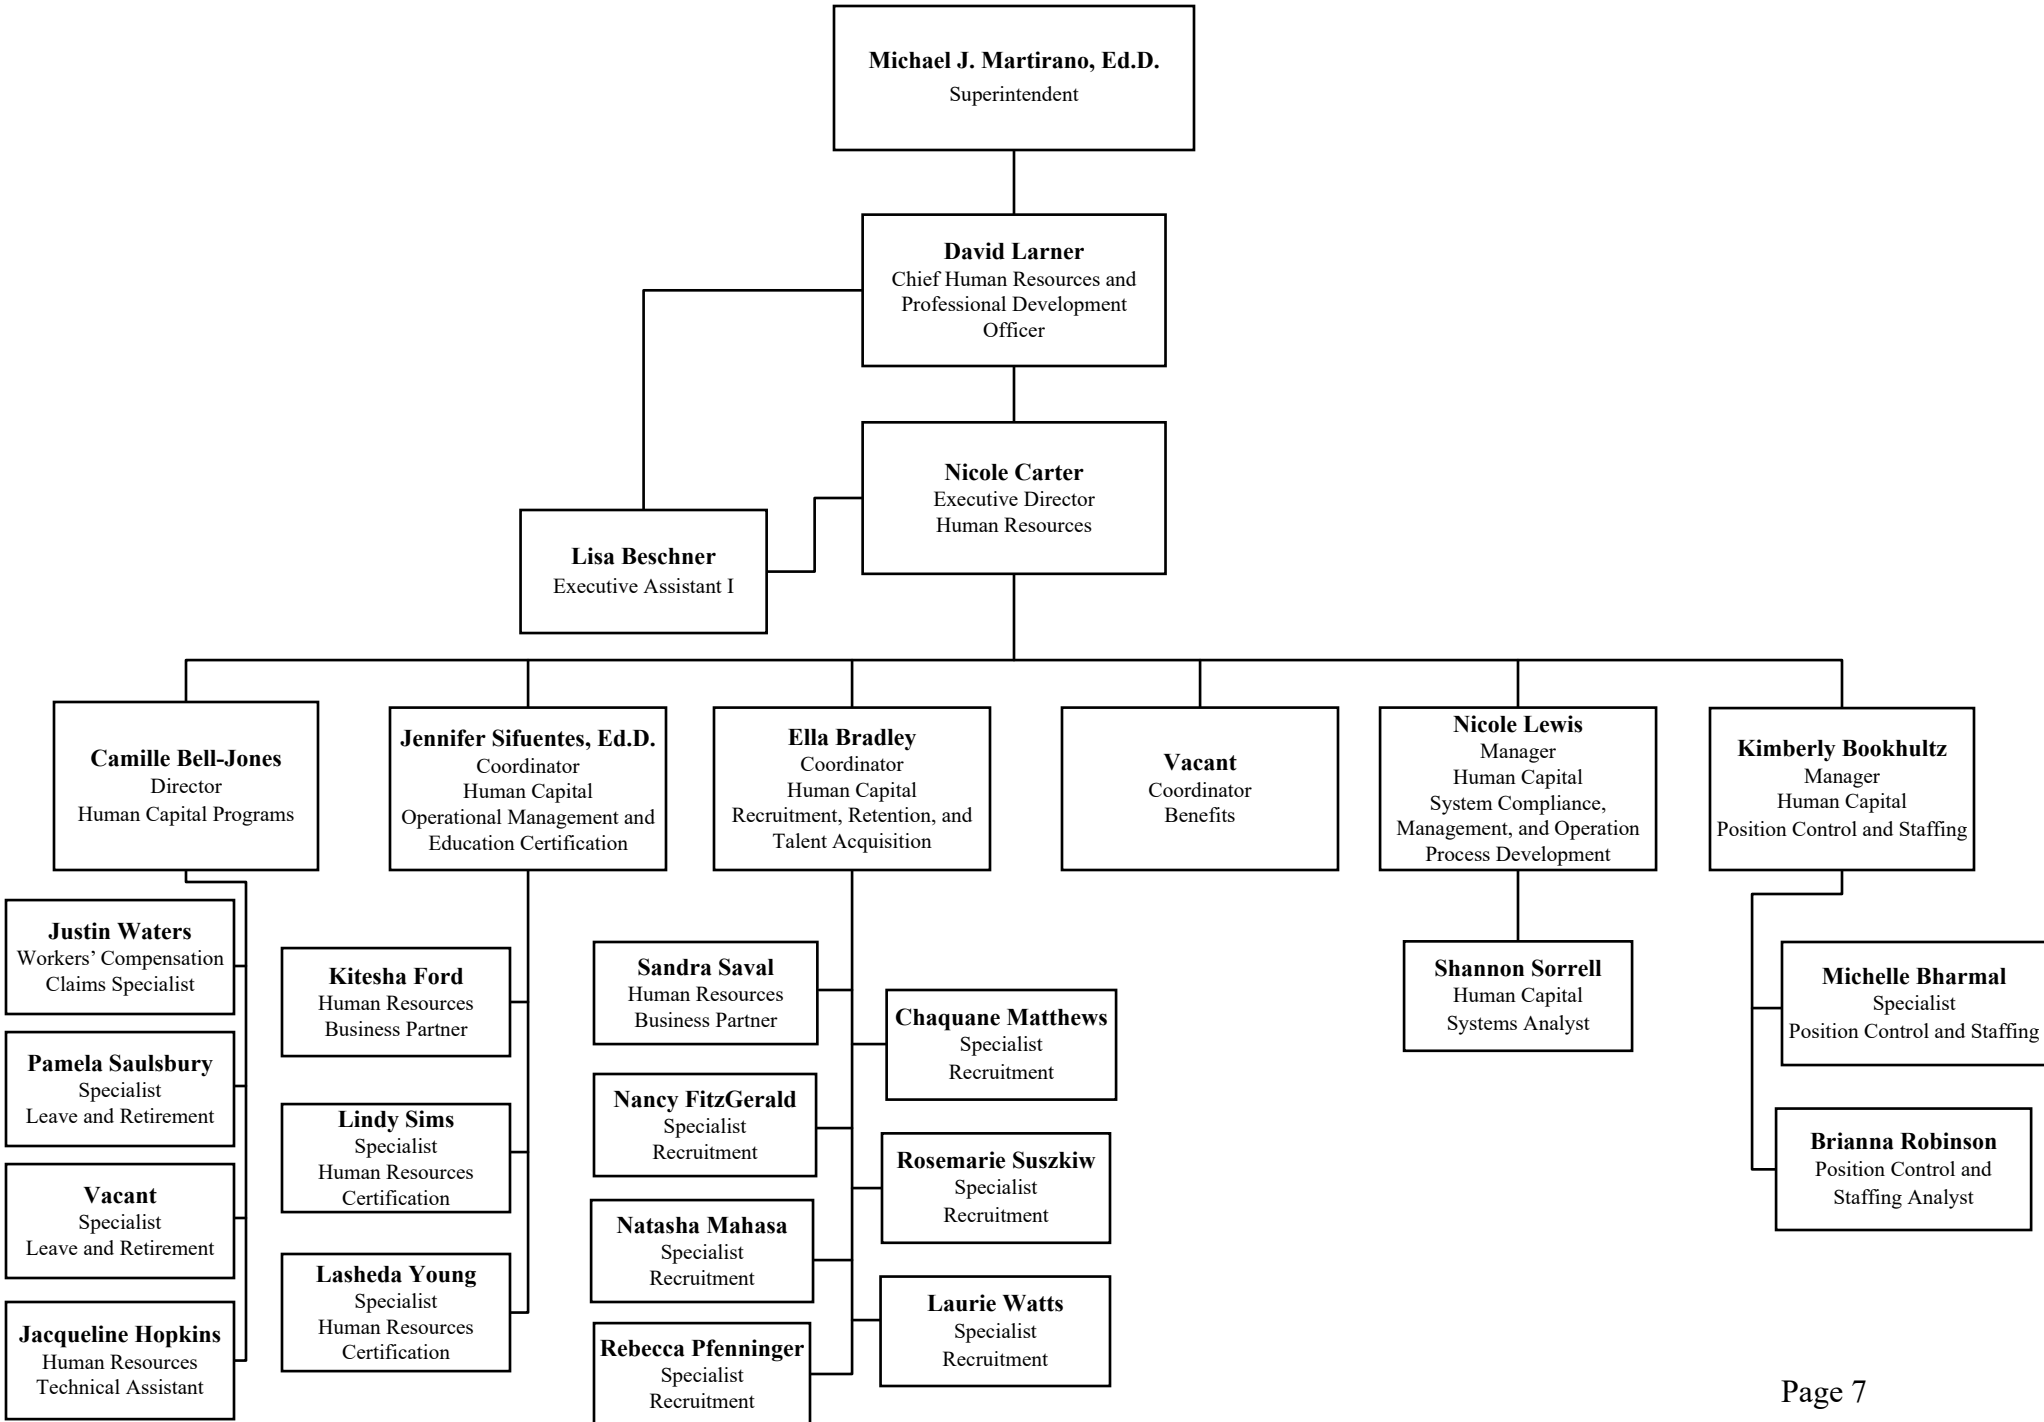 Michael J. Martirano, Ed.D.
Superintendent
David Larner
Chief Human Resources and
Professional Development
Officer
Nicole Carter
Executive Director
Human Resources
Lisa Beschner
Executive Assistant I
Camille Bell-Jones
Director
Human Capital Programs
Jennifer Sifuentes, Ed.D.
Coordinator
Human Capital
Operational Management and
Education Certification
Ella Bradley
Coordinator
Human Capital
Recruitment, Retention, and
Talent Acquisition
Vacant
Coordinator
Benefits
Nicole Lewis
Manager
Human Capital
System Compliance,
Management, and Operation
Process Development
Kimberly Bookhultz
Manager
Human Capital
Position Control and Staffing
Justin Waters
Workers’ Compensation
Claims Specialist
Pamela Saulsbury
Specialist
Leave and Retirement
Vacant
Specialist
Leave and Retirement
Jacqueline Hopkins
Human Resources
Technical Assistant
Kitesha Ford
Human Resources
Business Partner
Lindy Sims
Specialist
Human Resources
Certification
Lasheda Young
Specialist
Human Resources
Certification
Sandra Saval
Human Resources
Business Partner
Nancy FitzGerald
Specialist
Recruitment
Natasha Mahasa
Specialist
Recruitment
Rebecca Pfenninger
Specialist
Recruitment
Chaquane Matthews
Specialist
Recruitment
Rosemarie Suszkiw
Specialist
Recruitment
Laurie Watts
Specialist
Recruitment
Shannon Sorrell
Human Capital
Systems Analyst
Michelle Bharmal
Specialist
Position Control and Staffing
Brianna Robinson
Position Control and
Staffing Analyst
Page 7